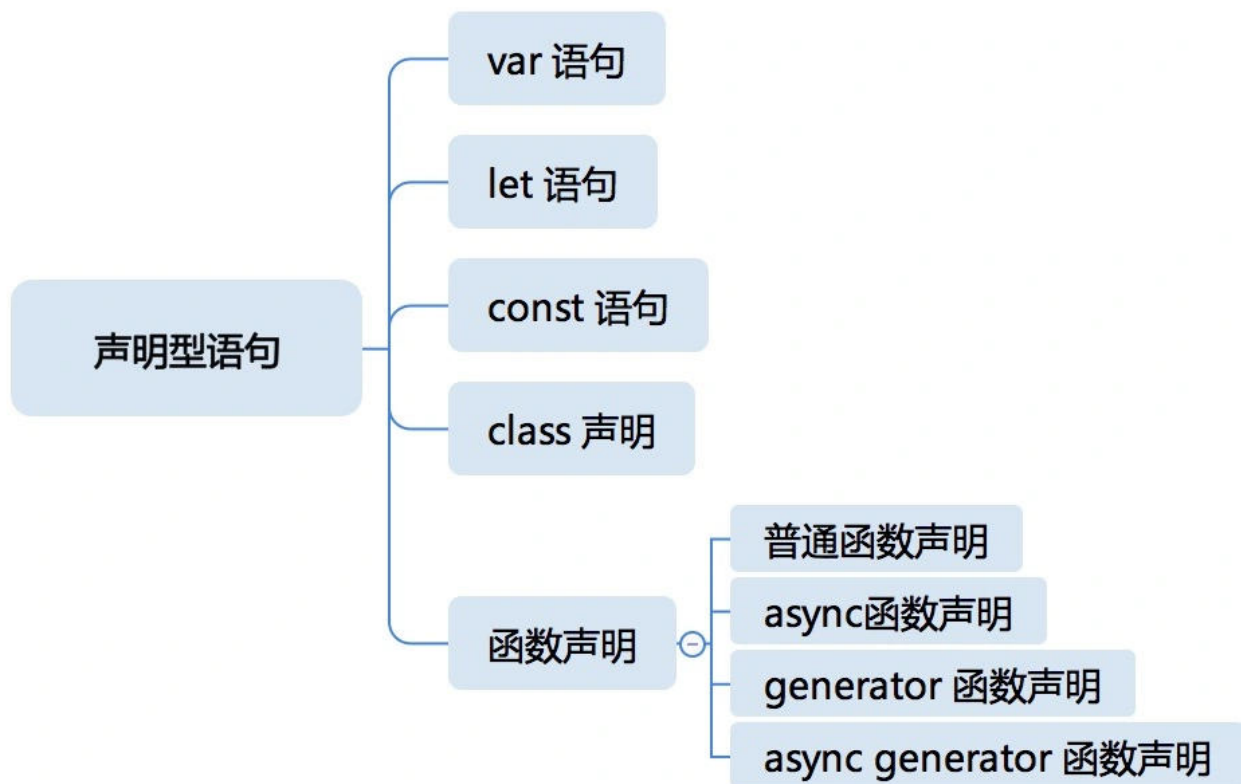 var 语句
let 语句
const 语句
声明型语句
class 声明
普通函数声明
async函数声明
函数声明
generator 函数声明
async generator 函数声明